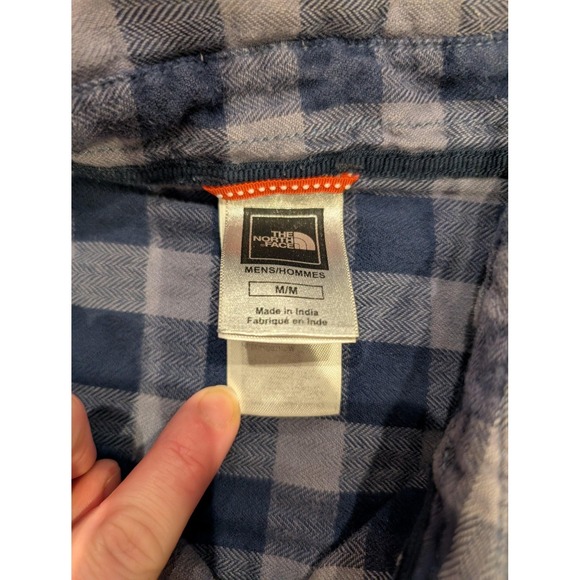 THE
NORTH
FACE
MENS/HOMMES
M/M
Made in India
Fabriqué en Inde